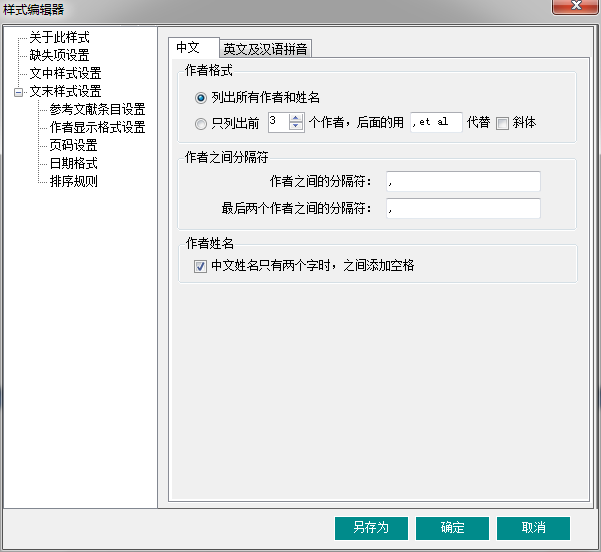 样式编辑器
关于此样式
缺失项设置
文中样式设置
文末样式设置
参考文献条目设置
作者显示格式设置
页码设置
日期格式
排序规则
中文
英文及汉语拼音
作者格式
列出所有作者和姓名
只列出前 3 个作者，后面的用 ,et al 代替 斜体
作者之间分隔符
作者之间的分隔符： ,
最后两个作者之间的分隔符： ,
作者姓名
中文姓名只有两个字时，之间添加空格
另存为 确定 取消